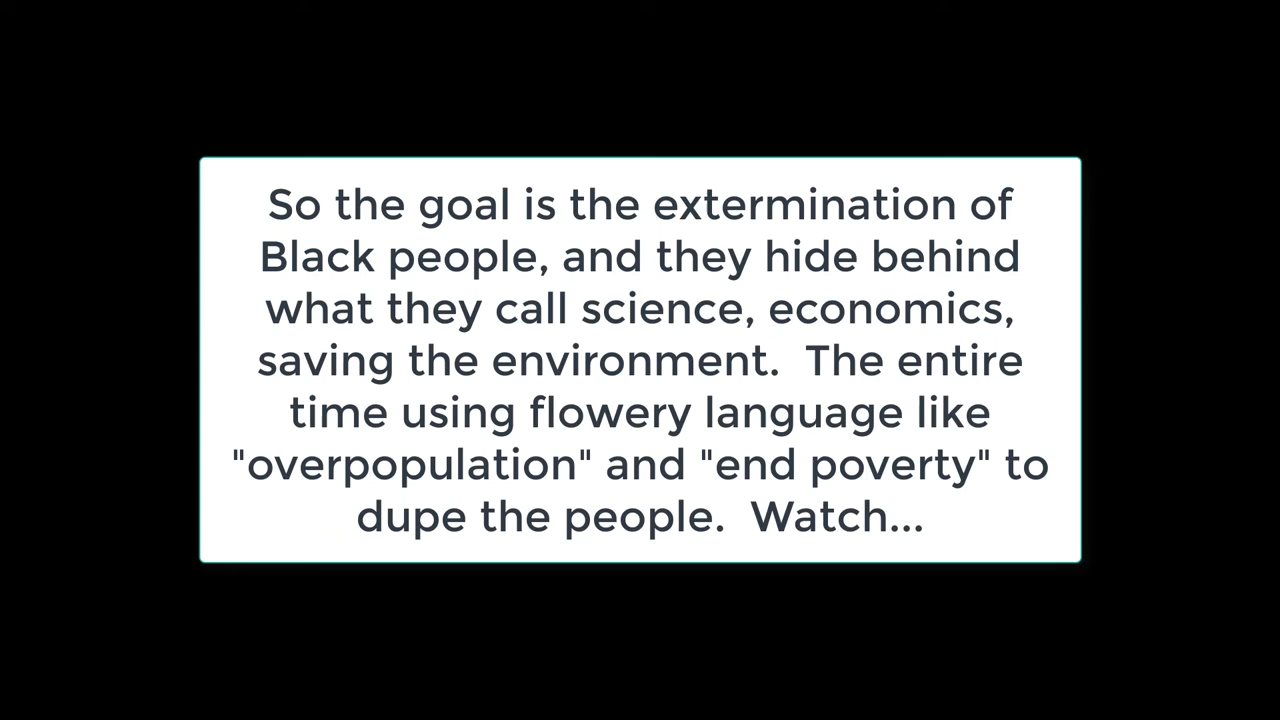 So the goal is the extermination of
Black people, and they hide behind
what they call science, economics,
saving the environment.  The entire
time using flowery language like
"overpopulation" and "end poverty" to
dupe the people.  Watch...